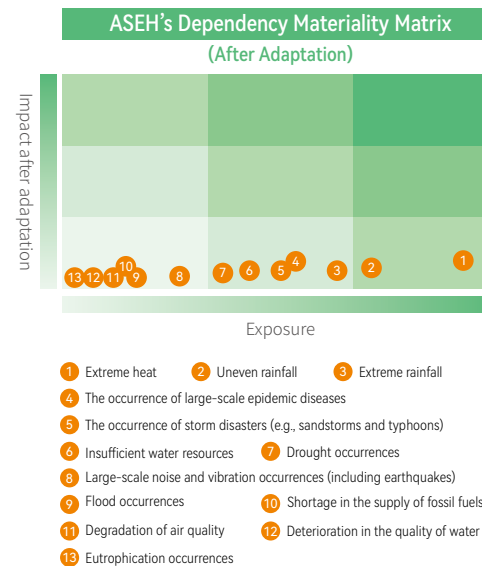 ASEH's Dependency Materiality Matrix
(After Adaptation)
Impact after adaptation
1
4
10
2
3
6
7
5
8
13 12 11 9
Exposure
1 Extreme heat 2 Uneven rainfall 3 Extreme rainfall
4 The occurrence of large-scale epidemic diseases
5 The occurrence of storm disasters (e.g., sandstorms and typhoons)
6 Insufficient water resources 7 Drought occurrences
8 Large-scale noise and vibration occurrences (including earthquakes)
9 Flood occurrences 10 Shortage in the supply of fossil fuels
11 Degradation of air quality 12 Deterioration in the quality of water
13 Eutrophication occurrences